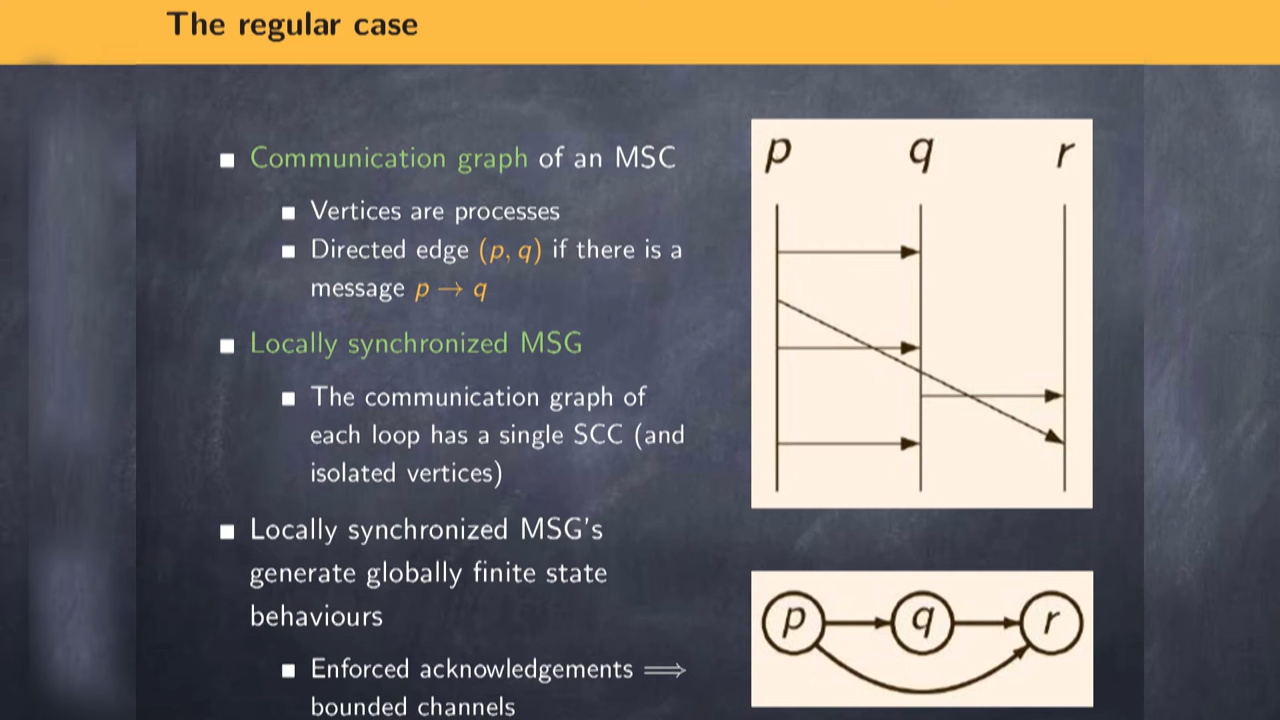 The regular case
Communication graph of an MSC
Vertices are processes
Directed edge (p, q) if there is a
message p → q
Locally synchronized MSG
The communication graph of
each loop has a single SCC (and
isolated vertices)
Locally synchronized MSG's
generate globally finite state
behaviours
Enforced acknowledgements ⟹
bounded channels
p q r
p q r